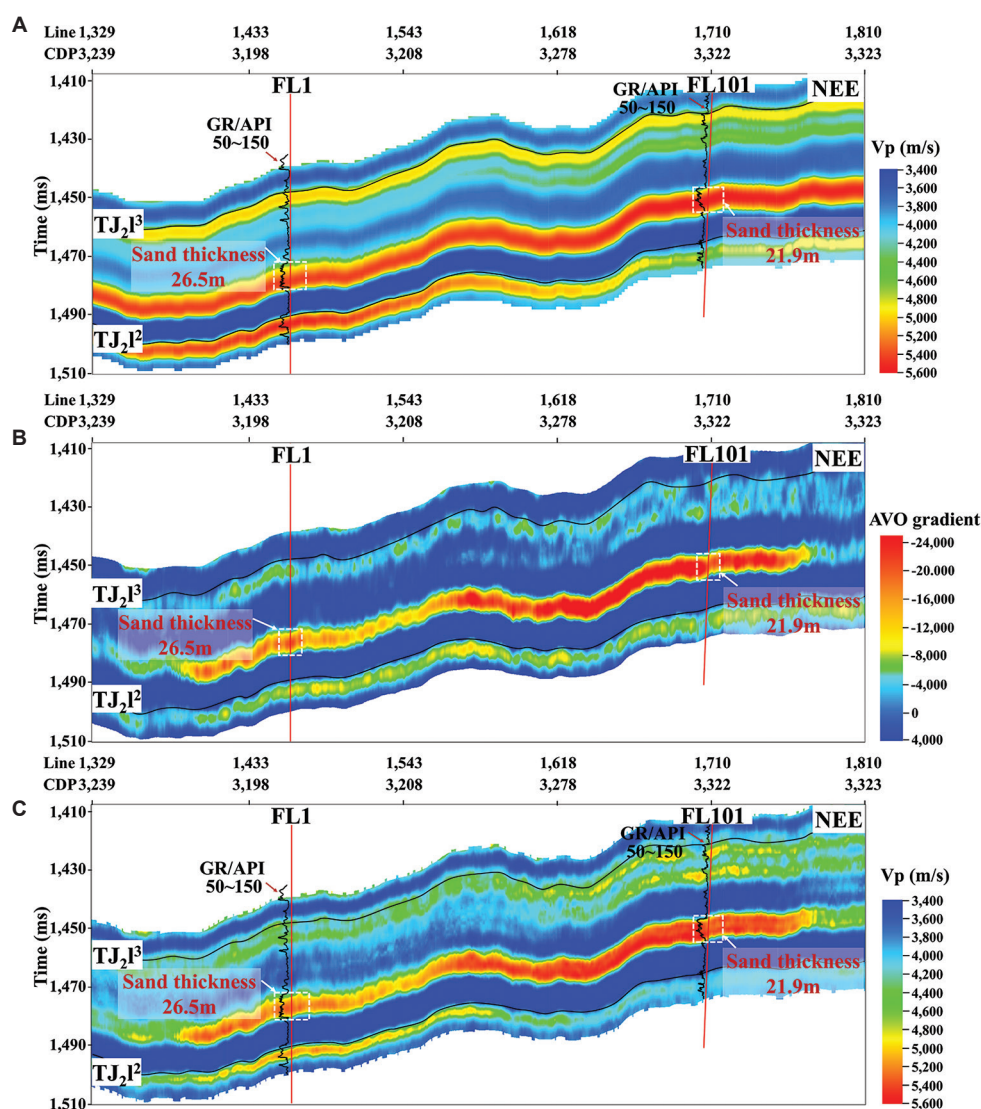 A
Line 1,329 1,433 1,543 1,618 1,710 1,810
CDP3,239 3,198 3,208 3,278 3,322 3,323
1,410
1,430
1,450
1,470
1,490
1,510
Time (ms)
FL1
FL101
NEE
GR/API
50~150
GR/API
50~150
TJ₂l³
Sand thickness
26.5m
Sand thickness
21.9m
TJ₂l²
Vp (m/s)
3,400
3,600
3,800
4,000
4,200
4,400
4,600
4,800
5,000
5,200
5,400
5,600
Line 1,329 1,433 1,543 1,618 1,710 1,810
CDP3,239 3,198 3,208 3,278 3,322 3,323
B
1,410
1,430
1,450
1,470
1,490
1,510
Time (ms)
FL1
FL101
NEE
TJ₂l³
Sand thickness
26.5m
Sand thickness
21.9m
TJ₂l²
AVO gradient
-24,000
-20,000
-16,000
-12,000
-8,000
-4,000
0
4,000
Line 1,329 1,433 1,543 1,618 1,710 1,810
CDP3,239 3,198 3,208 3,278 3,322 3,323
C
1,410
1,430
1,450
1,470
1,490
1,510
Time (ms)
FL1
FL101
NEE
GR/API
50~150
GR/API
50~150
TJ₂l³
Sand thickness
26.5m
Sand thickness
21.9m
TJ₂l²
Vp (m/s)
3,400
3,600
3,800
4,000
4,200
4,400
4,600
4,800
5,000
5,200
5,400
5,600